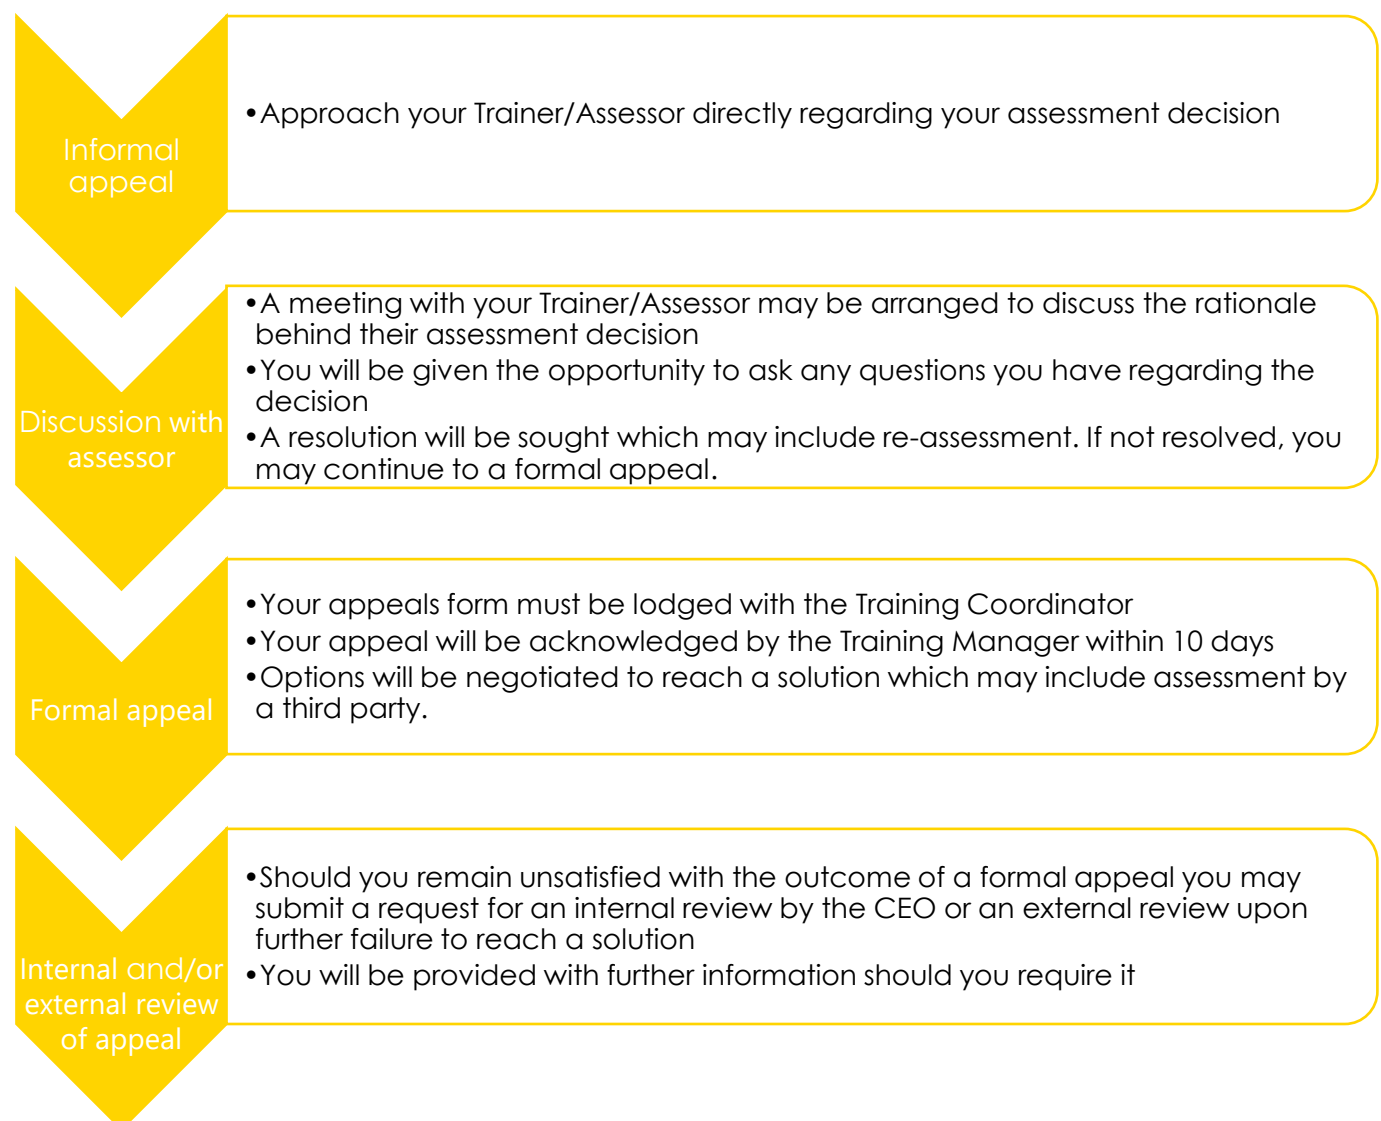 Informal
appeal
•Approach your Trainer/Assessor directly regarding your assessment decision
Discussion with
assessor
•A meeting with your Trainer/Assessor may be arranged to discuss the rationale
behind their assessment decision
•You will be given the opportunity to ask any questions you have regarding the
decision
•A resolution will be sought which may include re-assessment. If not resolved, you
may continue to a formal appeal.
Formal appeal
•Your appeals form must be lodged with the Training Coordinator
•Your appeal will be acknowledged by the Training Manager within 10 days
•Options will be negotiated to reach a solution which may include assessment by
a third party.
Internal and/or
external review
of appeal
•Should you remain unsatisfied with the outcome of a formal appeal you may
submit a request for an internal review by the CEO or an external review upon
further failure to reach a solution
•You will be provided with further information should you require it